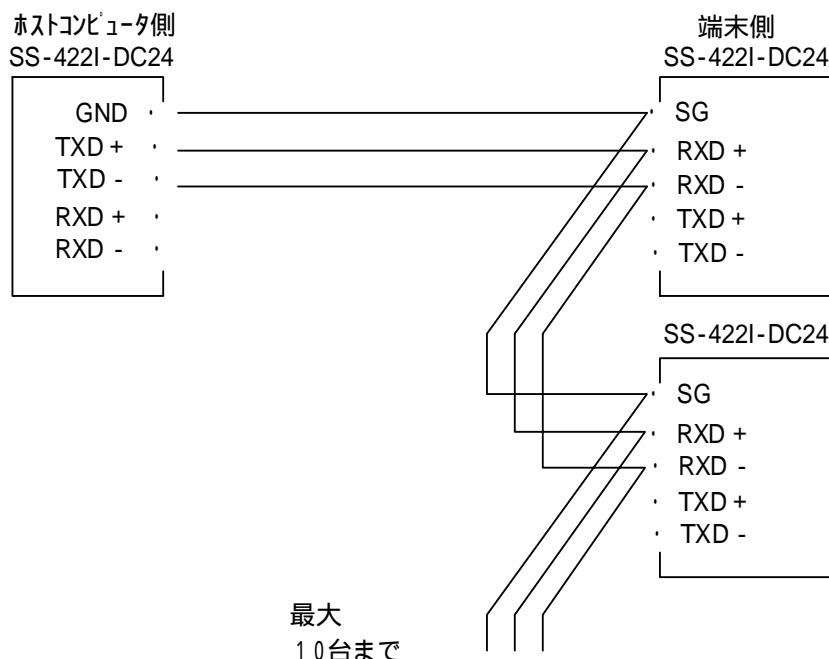 ﾎｽﾄｺﾝﾋﾟｭｰﾀ側
SS-422I-DC24
GND
TXD +
TXD -
RXD +
RXD -
端末側
SS-422I-DC24
SG
RXD +
RXD -
TXD +
TXD -
SS-422I-DC24
SG
RXD +
RXD -
TXD +
TXD -
最大
１０台まで